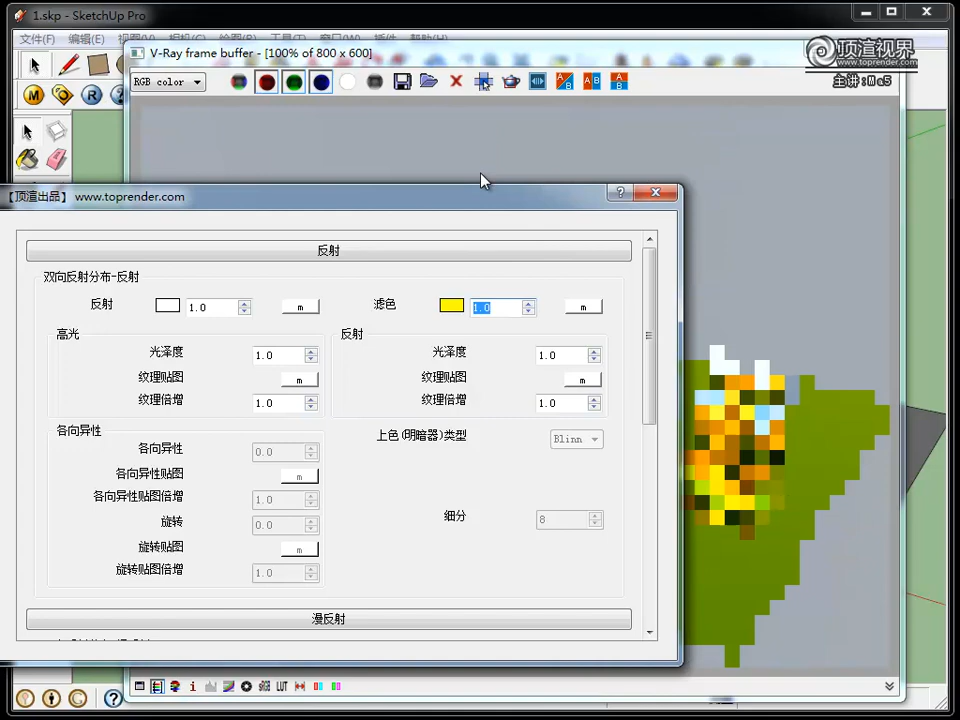 1.skp - SketchUp Pro
文件(F) 编辑(E)
V-Ray frame buffer - [100% of 800 x 600]
顶渲视界
www.toprender.com
主讲:Ma5
RGB color
M R
【顶渲出品】 www.toprender.com
反射
双向反射分布-反射
反射 1.0 m 滤色 1.0 m
高光 反射
光泽度 1.0 光泽度 1.0
纹理贴图 m 纹理贴图 m
纹理倍增 1.0 纹理倍增 1.0
各向异性 上色(明暗器)类型 Blinn
各向异性 0.0
各向异性贴图 m
各向异性贴图倍增 1.0
旋转 0.0 细分 8
旋转贴图 m
旋转贴图倍增 1.0
漫反射
sRGB LUT